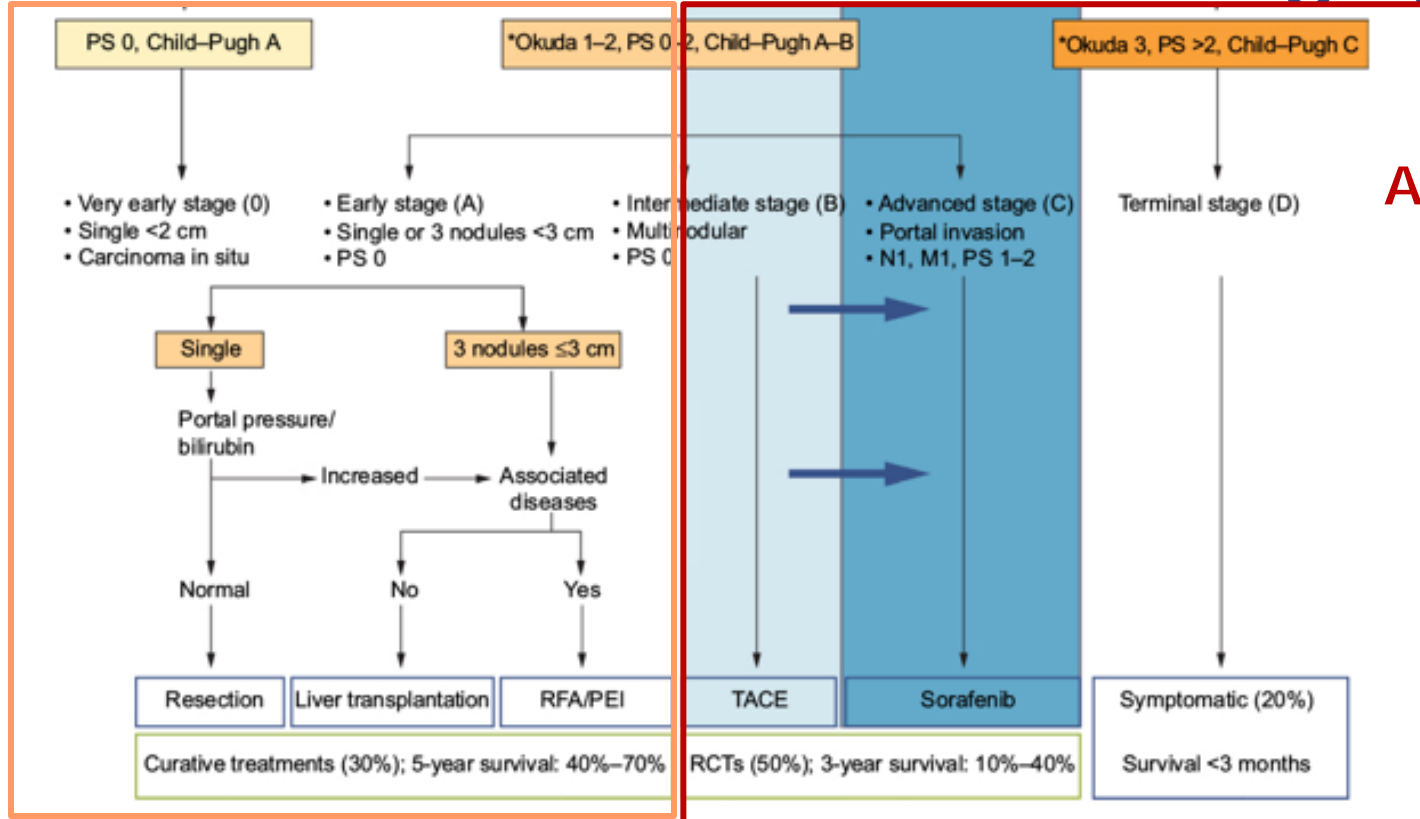 PS 0, Child–Pugh A
*Okuda 1–2, PS 0–2, Child–Pugh A–B
*Okuda 3, PS >2, Child–Pugh C
A
• Very early stage (0)
• Single <2 cm
• Carcinoma in situ
• Early stage (A)
• Single or 3 nodules <3 cm
• PS 0
• Intermediate stage (B)
• Multinodular
• PS 0
• Advanced stage (C)
• Portal invasion
• N1, M1, PS 1–2
Terminal stage (D)
Single
3 nodules ≤3 cm
Portal pressure/
bilirubin
Increased
Associated
diseases
Normal
No
Yes
Resection
Liver transplantation
RFA/PEI
TACE
Sorafenib
Symptomatic (20%)
Curative treatments (30%); 5-year survival: 40%–70%
RCTs (50%); 3-year survival: 10%–40%
Survival <3 months